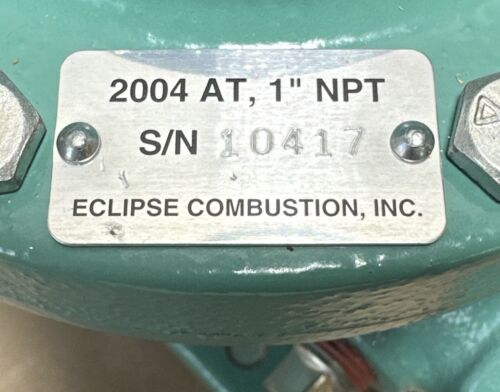 2004 AT, 1" NPT
S/N 10417
ECLIPSE COMBUSTION, INC.